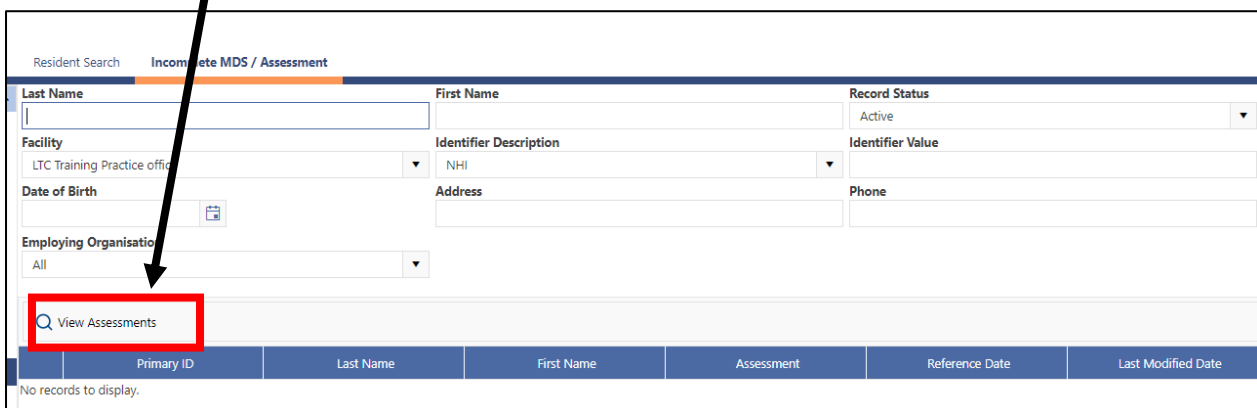 Resident Search Incomplete MDS / Assessment
Last Name First Name Record Status
Active
Facility Identifier Description Identifier Value
LTC Training Practice office NHI
Date of Birth Address Phone
Employing Organisation
All
View Assessments
Primary ID Last Name First Name Assessment Reference Date Last Modified Date
No records to display.